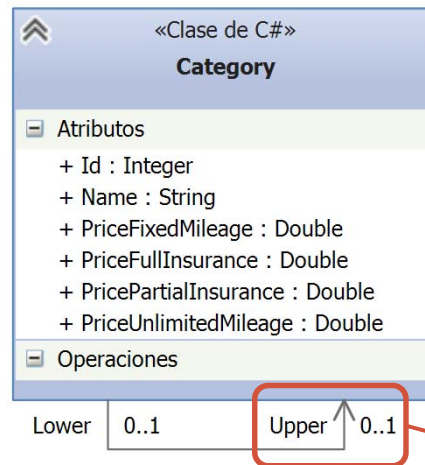 «Clase de C#»
Category
Atributos
+ Id : Integer
+ Name : String
+ PriceFixedMileage : Double
+ PriceFullInsurance : Double
+ PricePartialInsurance : Double
+ PriceUnlimitedMileage : Double
Operaciones
Lower 0..1 Upper 0..1